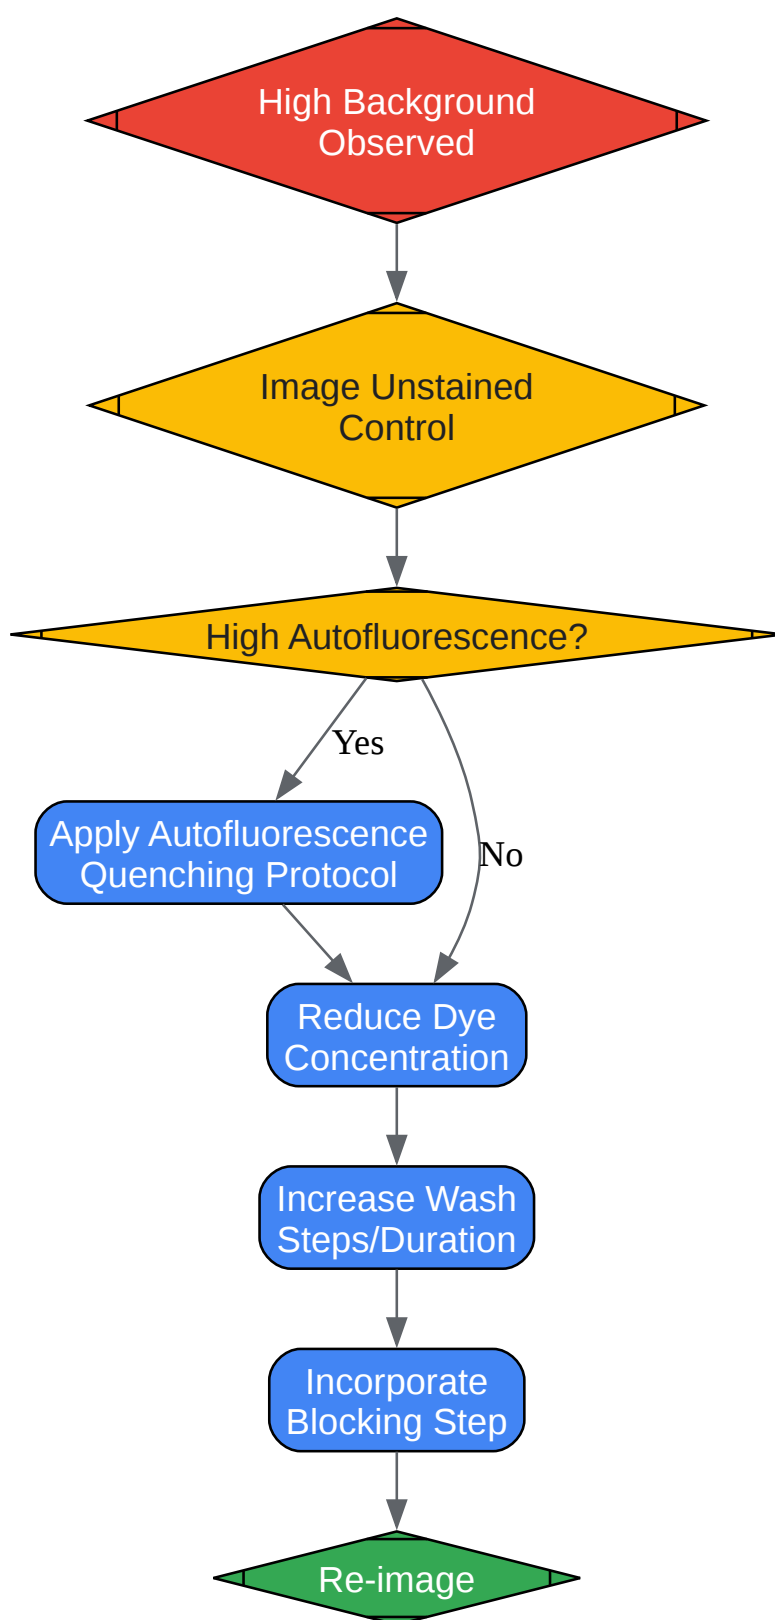 High Background
Observed
Image Unstained
Control
High Autofluorescence?
Yes
Apply Autofluorescence
Quenching Protocol
No
Reduce Dye
Concentration
Increase Wash
Steps/Duration
Incorporate
Blocking Step
Re-image